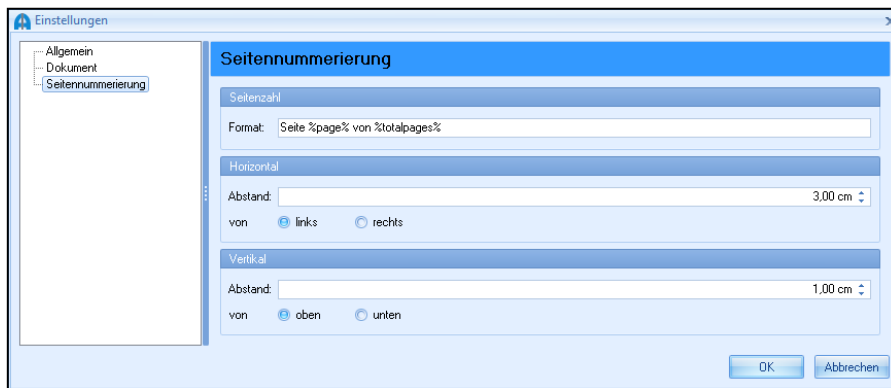 Einstellungen
Allgemein
Dokument
Seitennummerierung
Seitennummerierung
Seitenzahl
Format: Seite %page% von %totalpages%
Horizontal
Abstand: 3,00 cm
von links rechts
Vertikal
Abstand: 1,00 cm
von oben unten
OK Abbrechen